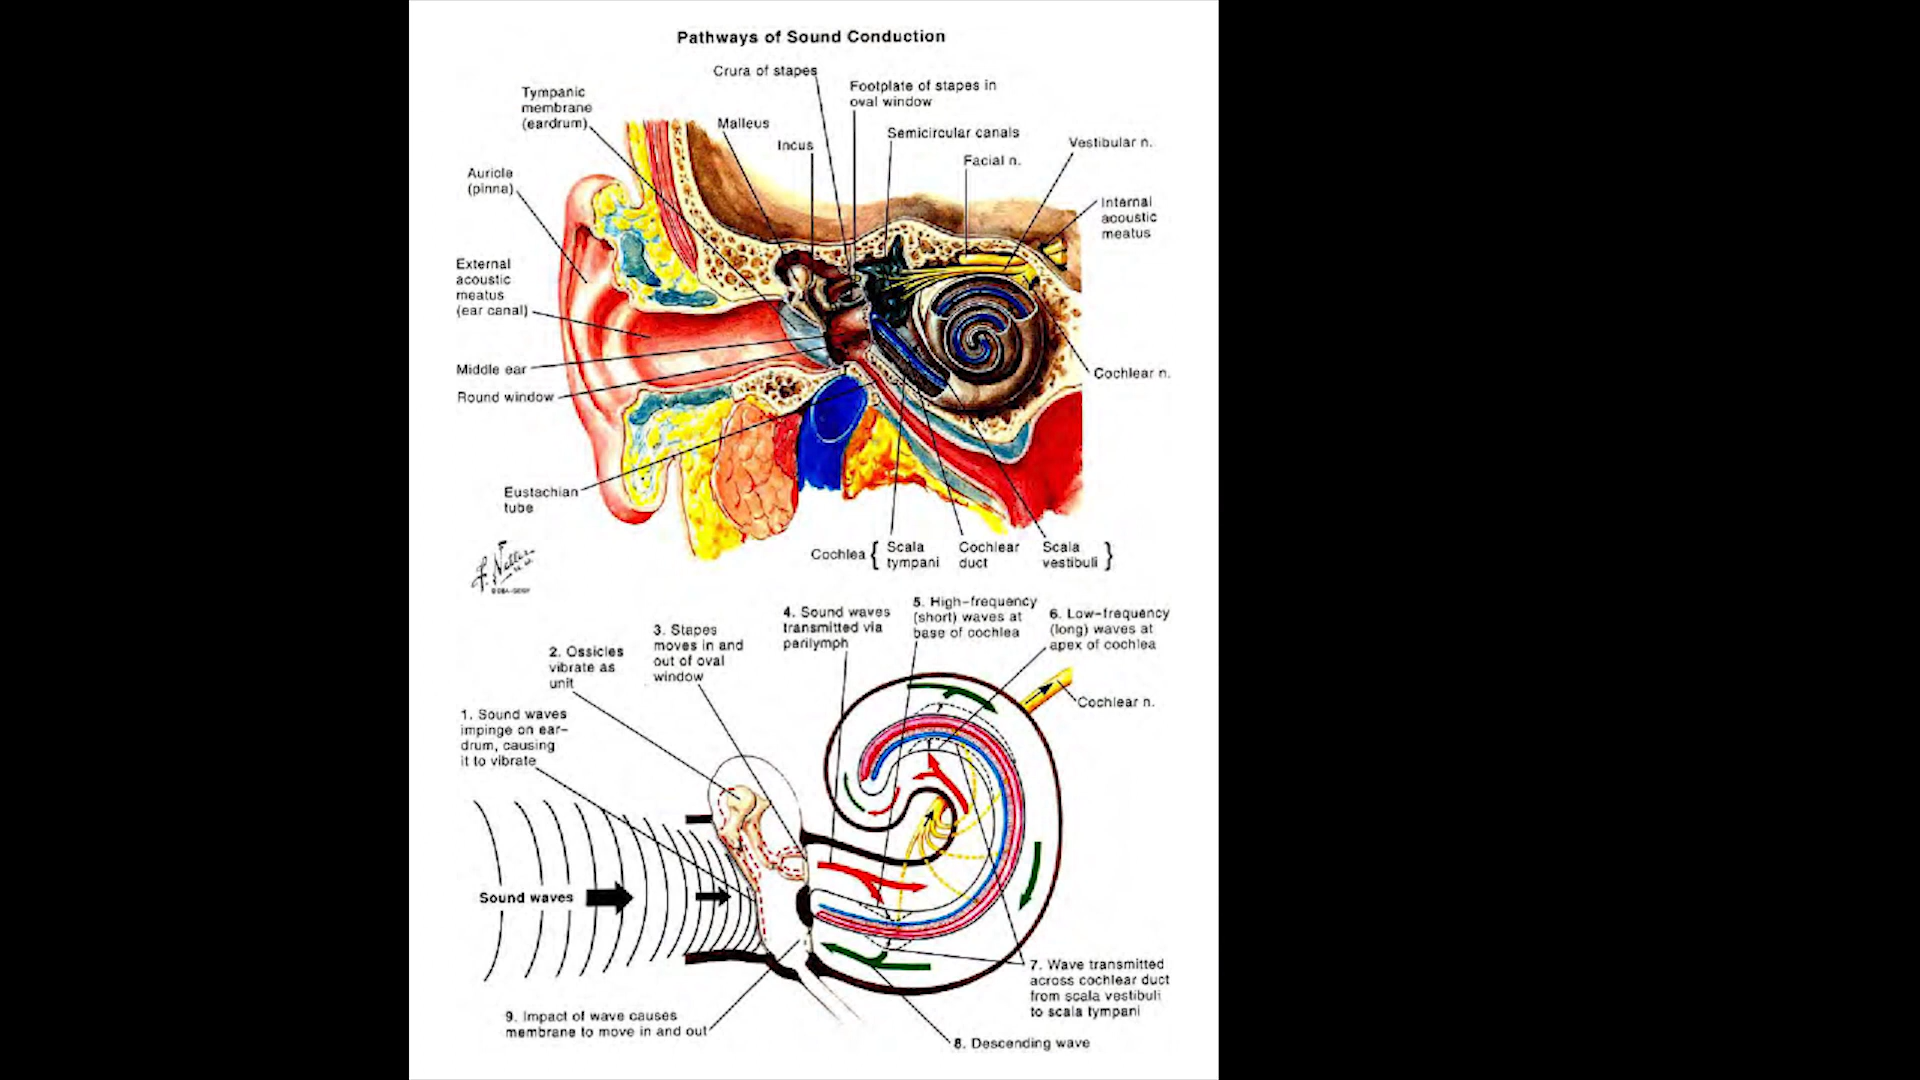 Pathways of Sound Conduction
Crura of stapes
Footplate of stapes in
oval window
Tympanic
membrane
(eardrum)
Malleus
Incus
Semicircular canals
Facial n.
Vestibular n.
Auricle
(pinna)
Internal
acoustic
meatus
External
acoustic
meatus
(ear canal)
Middle ear
Round window
Cochlear n.
Eustachian
tube
Cochlea { Scala
tympani
Cochlear
duct
Scala
vestibuli }
F. Netter
M.D.
1. Sound waves
impinge on ear-
drum, causing
it to vibrate
2. Ossicles
vibrate as
unit
3. Stapes
moves in and
out of oval
window
4. Sound waves
transmitted via
perilymph
5. High-frequency
(short) waves at
base of cochlea
6. Low-frequency
(long) waves at
apex of cochlea
Cochlear n.
Sound waves
7. Wave transmitted
across cochlear duct
from scala vestibuli
to scala tympani
9. Impact of wave causes
membrane to move in and out
8. Descending wave